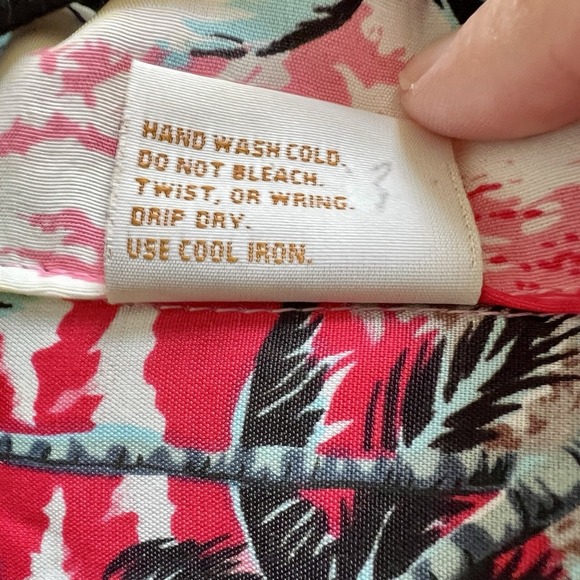 HAND WASH COLD.
DO NOT BLEACH.
TWIST, OR WRING.
DRIP DRY.
USE COOL IRON.